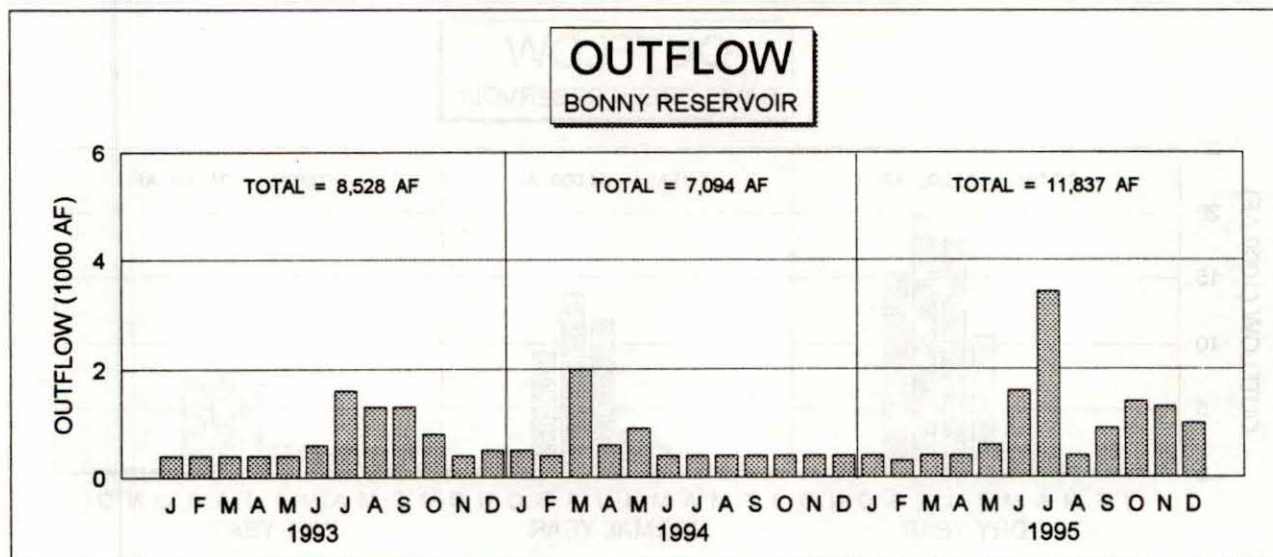 OUTFLOW
BONNY RESERVOIR
6
TOTAL = 8,528 AF TOTAL = 7,094 AF TOTAL = 11,837 AF
4
OUTFLOW (1000 AF)
2
0
J F M A M J J A S O N D J F M A M J J A S O N D J F M A M J J A S O N D
1993 1994 1995